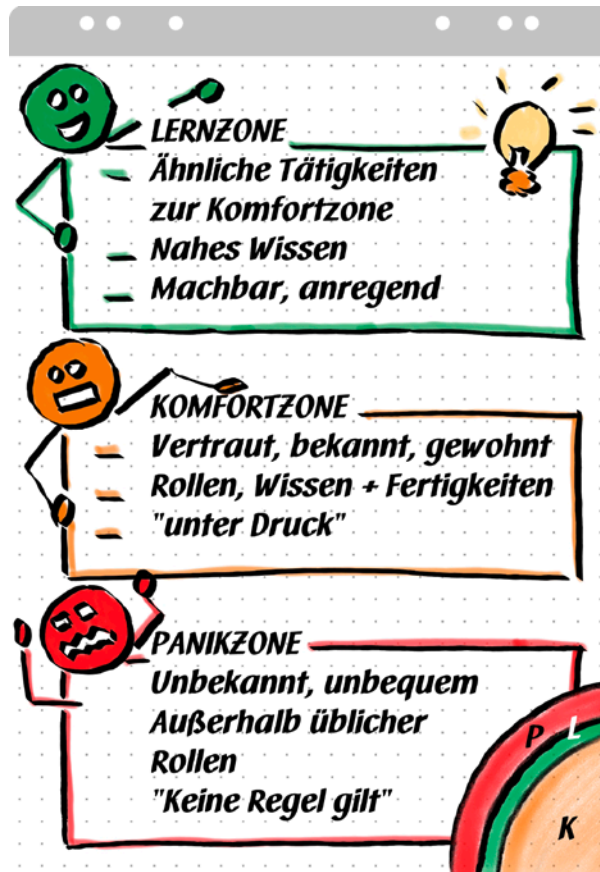 LERNZONE
Ähnliche Tätigkeiten
zur Komfortzone
Nahes Wissen
Machbar, anregend
KOMFORTZONE
Vertraut, bekannt, gewohnt
Rollen, Wissen + Fertigkeiten
"unter Druck"
PANIKZONE
Unbekannt, unbequem
Außerhalb üblicher
Rollen
"Keine Regel gilt"
P L
K